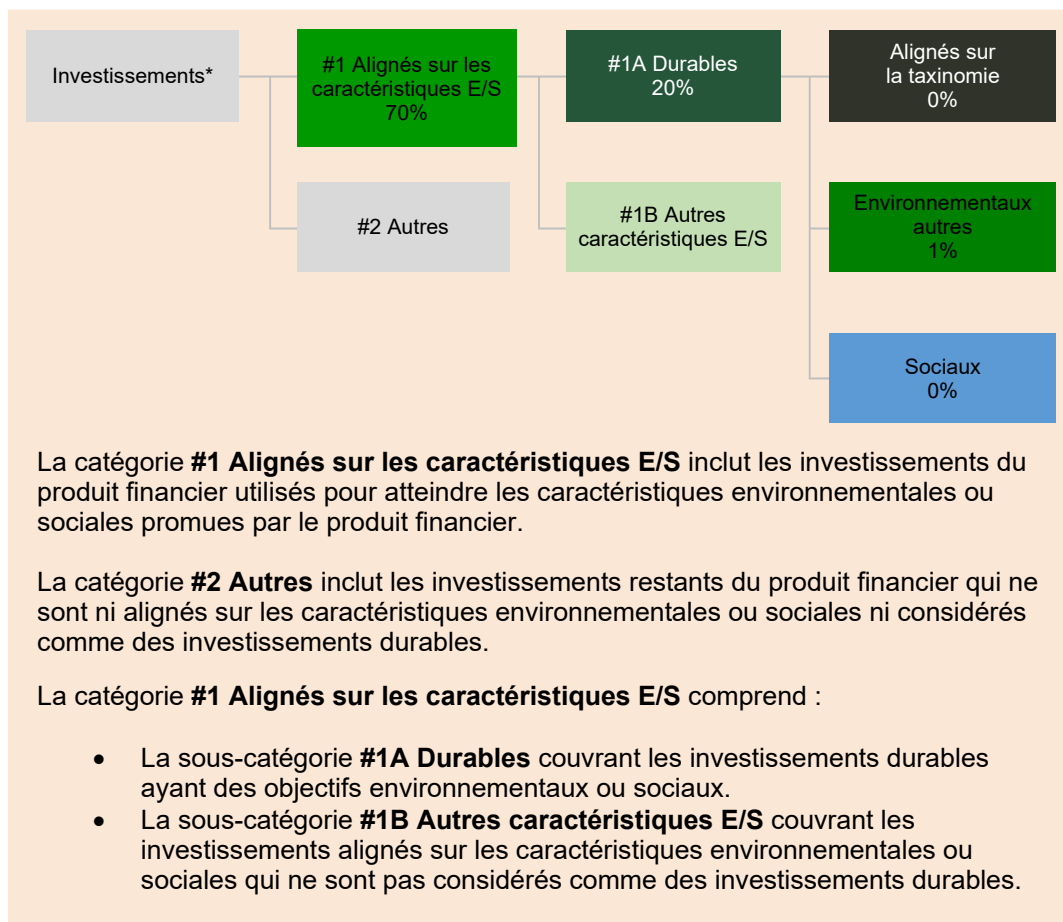 Investissements*
#1 Alignés sur les
caractéristiques E/S
70%
#1A Durables
20%
Alignés sur
la taxinomie
0%
#2 Autres
#1B Autres
caractéristiques E/S
Environnementaux
autres
1%
Sociaux
0%
La catégorie #1 Alignés sur les caractéristiques E/S inclut les investissements du
produit financier utilisés pour atteindre les caractéristiques environnementales ou
sociales promues par le produit financier.
La catégorie #2 Autres inclut les investissements restants du produit financier qui ne
sont ni alignés sur les caractéristiques environnementales ou sociales ni considérés
comme des investissements durables.
La catégorie #1 Alignés sur les caractéristiques E/S comprend :
• La sous-catégorie #1A Durables couvrant les investissements durables
ayant des objectifs environnementaux ou sociaux.
• La sous-catégorie #1B Autres caractéristiques E/S couvrant les
investissements alignés sur les caractéristiques environnementales ou
sociales qui ne sont pas considérés comme des investissements durables.